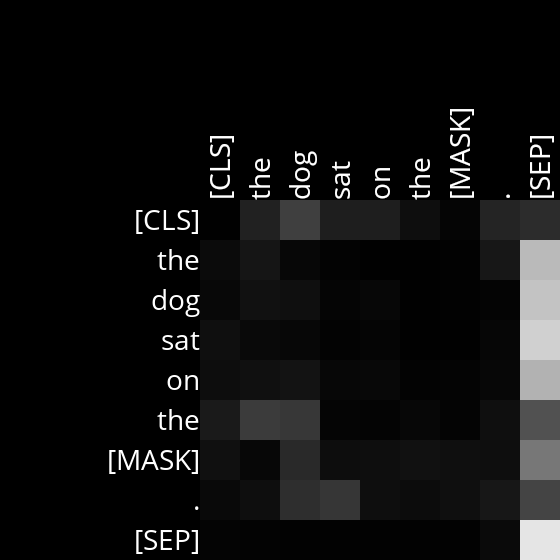 [CLS] the dog sat on the [MASK] . [SEP]
[CLS]
the
dog
sat
on
the
[MASK]
.
[SEP]